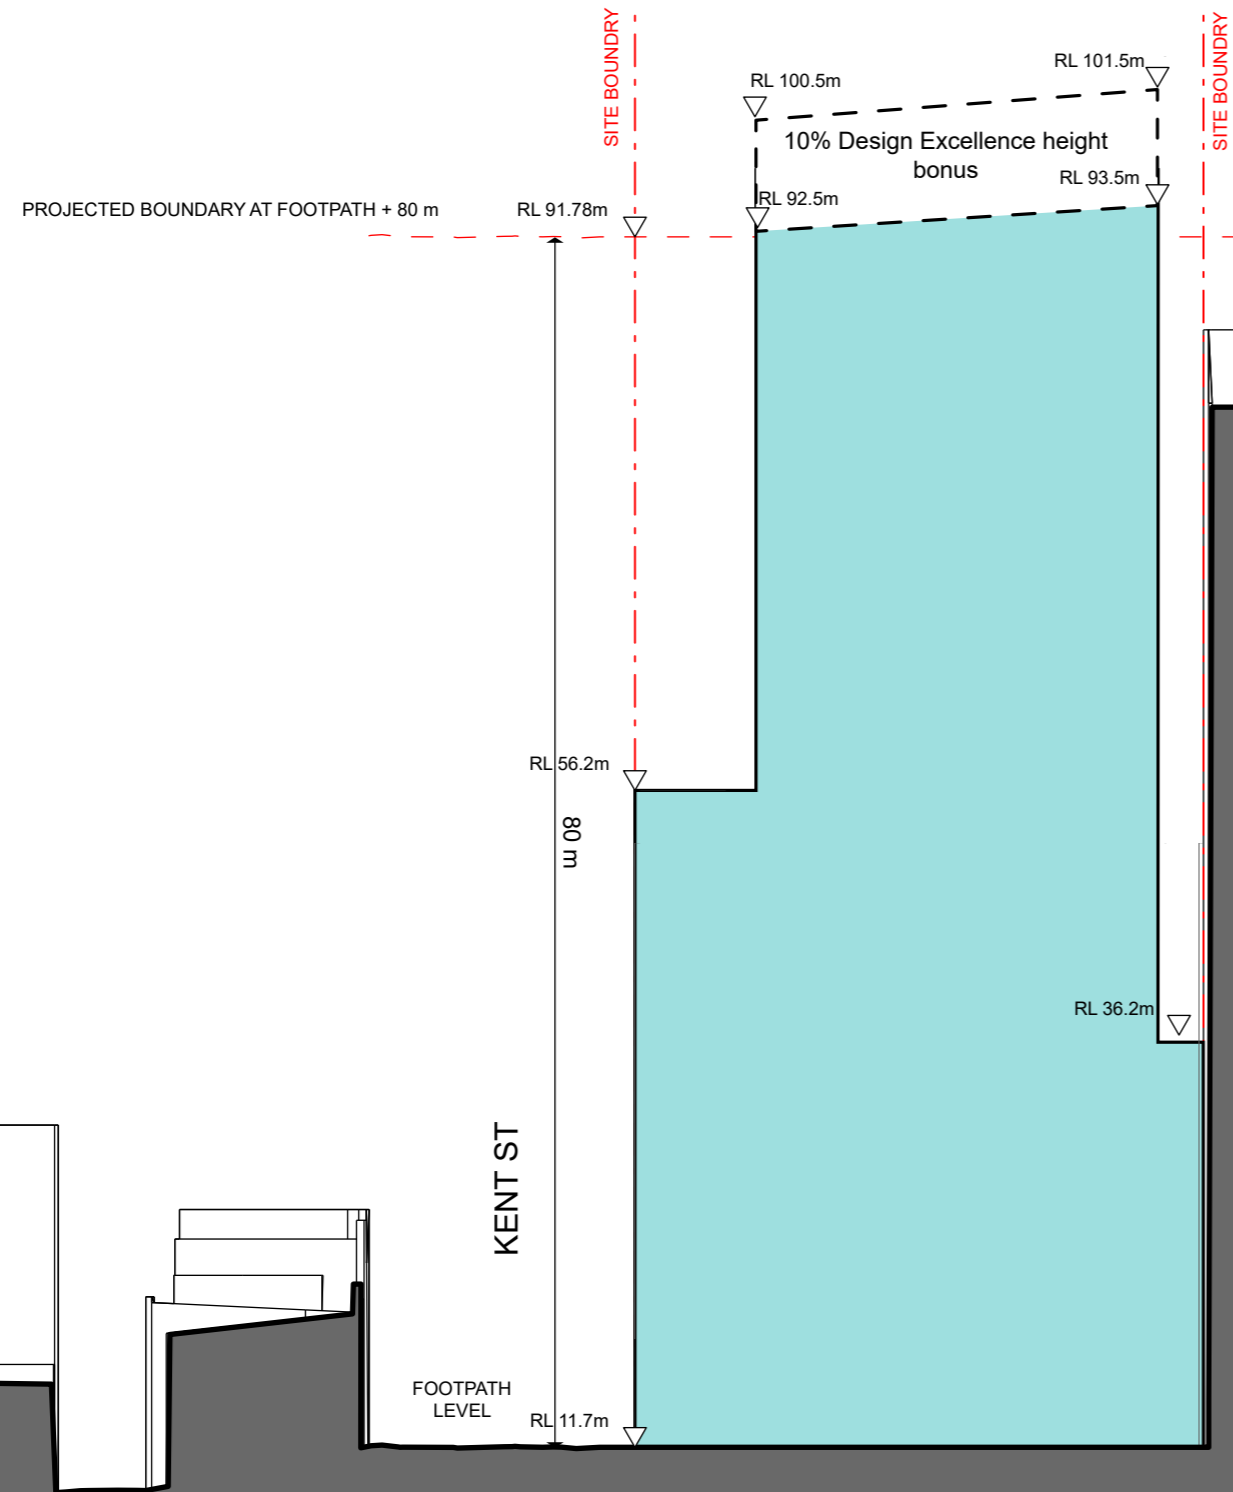 SITE BOUNDRY
SITE BOUNDRY
RL 101.5m
RL 100.5m
10% Design Excellence height
bonus
RL 93.5m
RL 92.5m
PROJECTED BOUNDARY AT FOOTPATH + 80 m
RL 91.78m
RL 56.2m
80 m
RL 36.2m
KENT ST
FOOTPATH
LEVEL
RL 11.7m